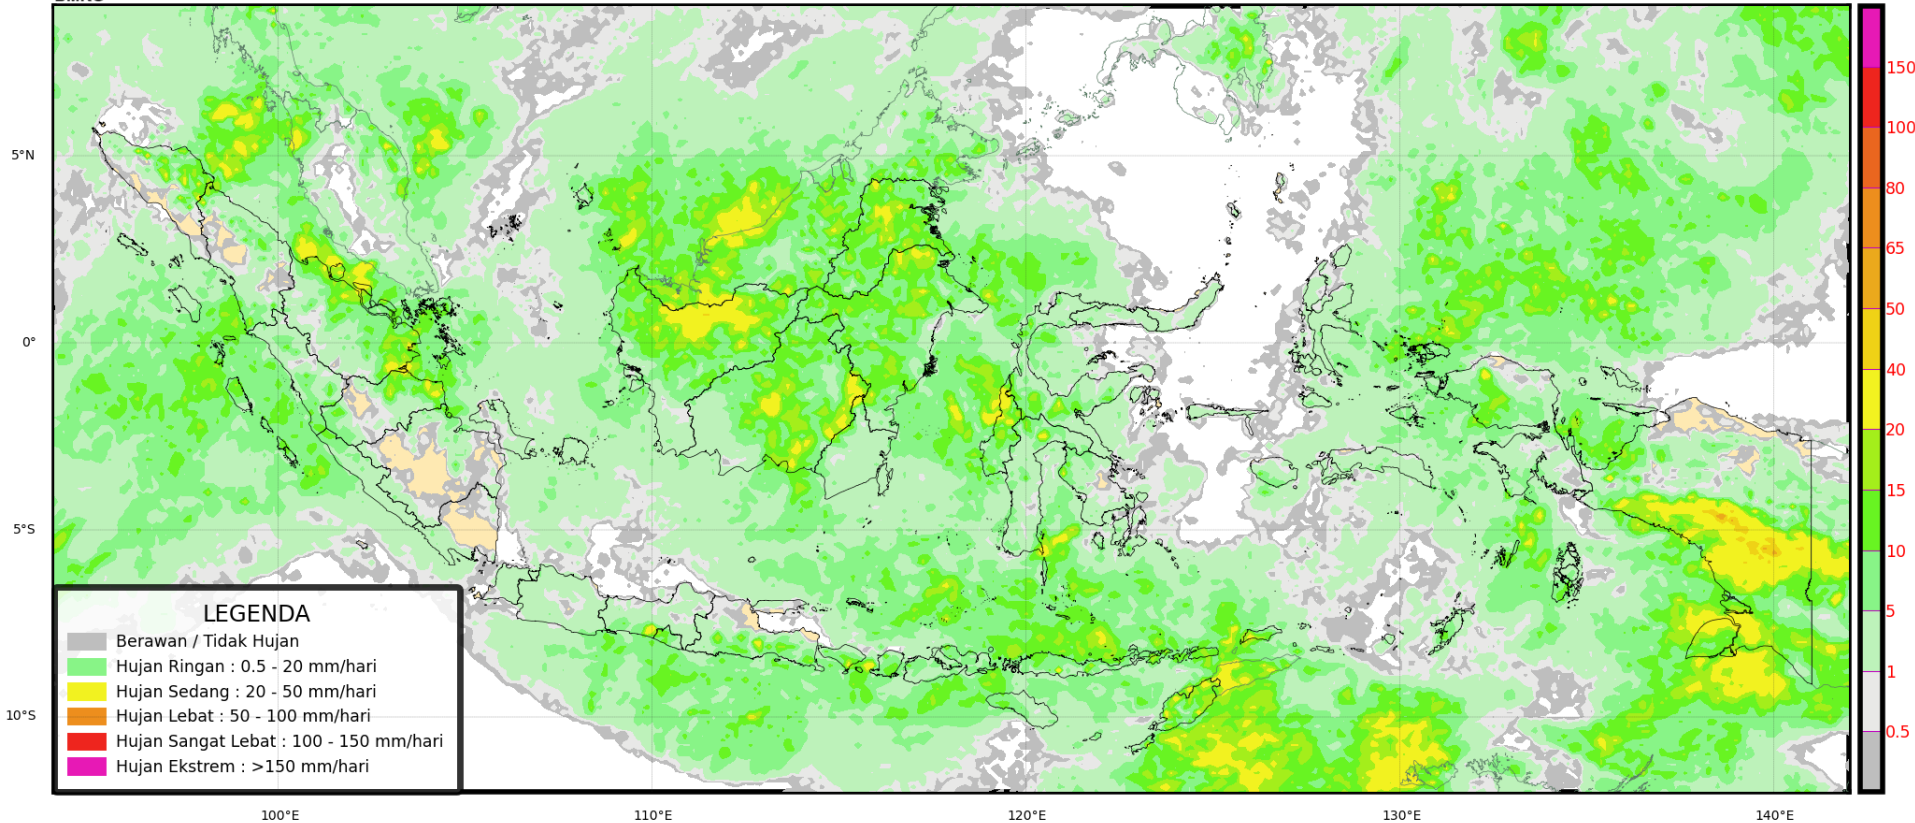 5°N
0°
5°S
10°S
100°E
110°E
120°E
130°E
140°E
LEGENDA
Berawan / Tidak Hujan
Hujan Ringan : 0.5 - 20 mm/hari
Hujan Sedang : 20 - 50 mm/hari
Hujan Lebat : 50 - 100 mm/hari
Hujan Sangat Lebat : 100 - 150 mm/hari
Hujan Ekstrem : >150 mm/hari
150
100
80
65
50
40
20
15
10
5
1
0.5